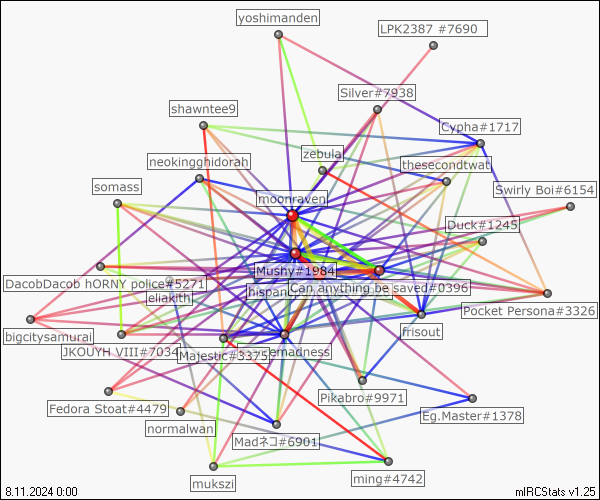 yoshimanden
LPK2387 #7690
Silver#7938
shawntee9
Cypha#1717
zebula
neokingghidorah
thesecondtwat
somass
Swirly Boi#6154
moonraven
Duck#1245
Mushy#1984
DacobDacob hORNY police#5271
Can anything be saved#0396
eliakith
hispan
Pocket Persona#3326
bigcitysamurai
frisout
JKOUYH VIII#7034
Majestic#3375
emadness
Pikabro#9971
Fedora Stoat#4479
Eg.Master#1378
normalwan
Madネコ#6901
mukszi
ming#4742
8.11.2024 0:00
mIRCStats v1.25